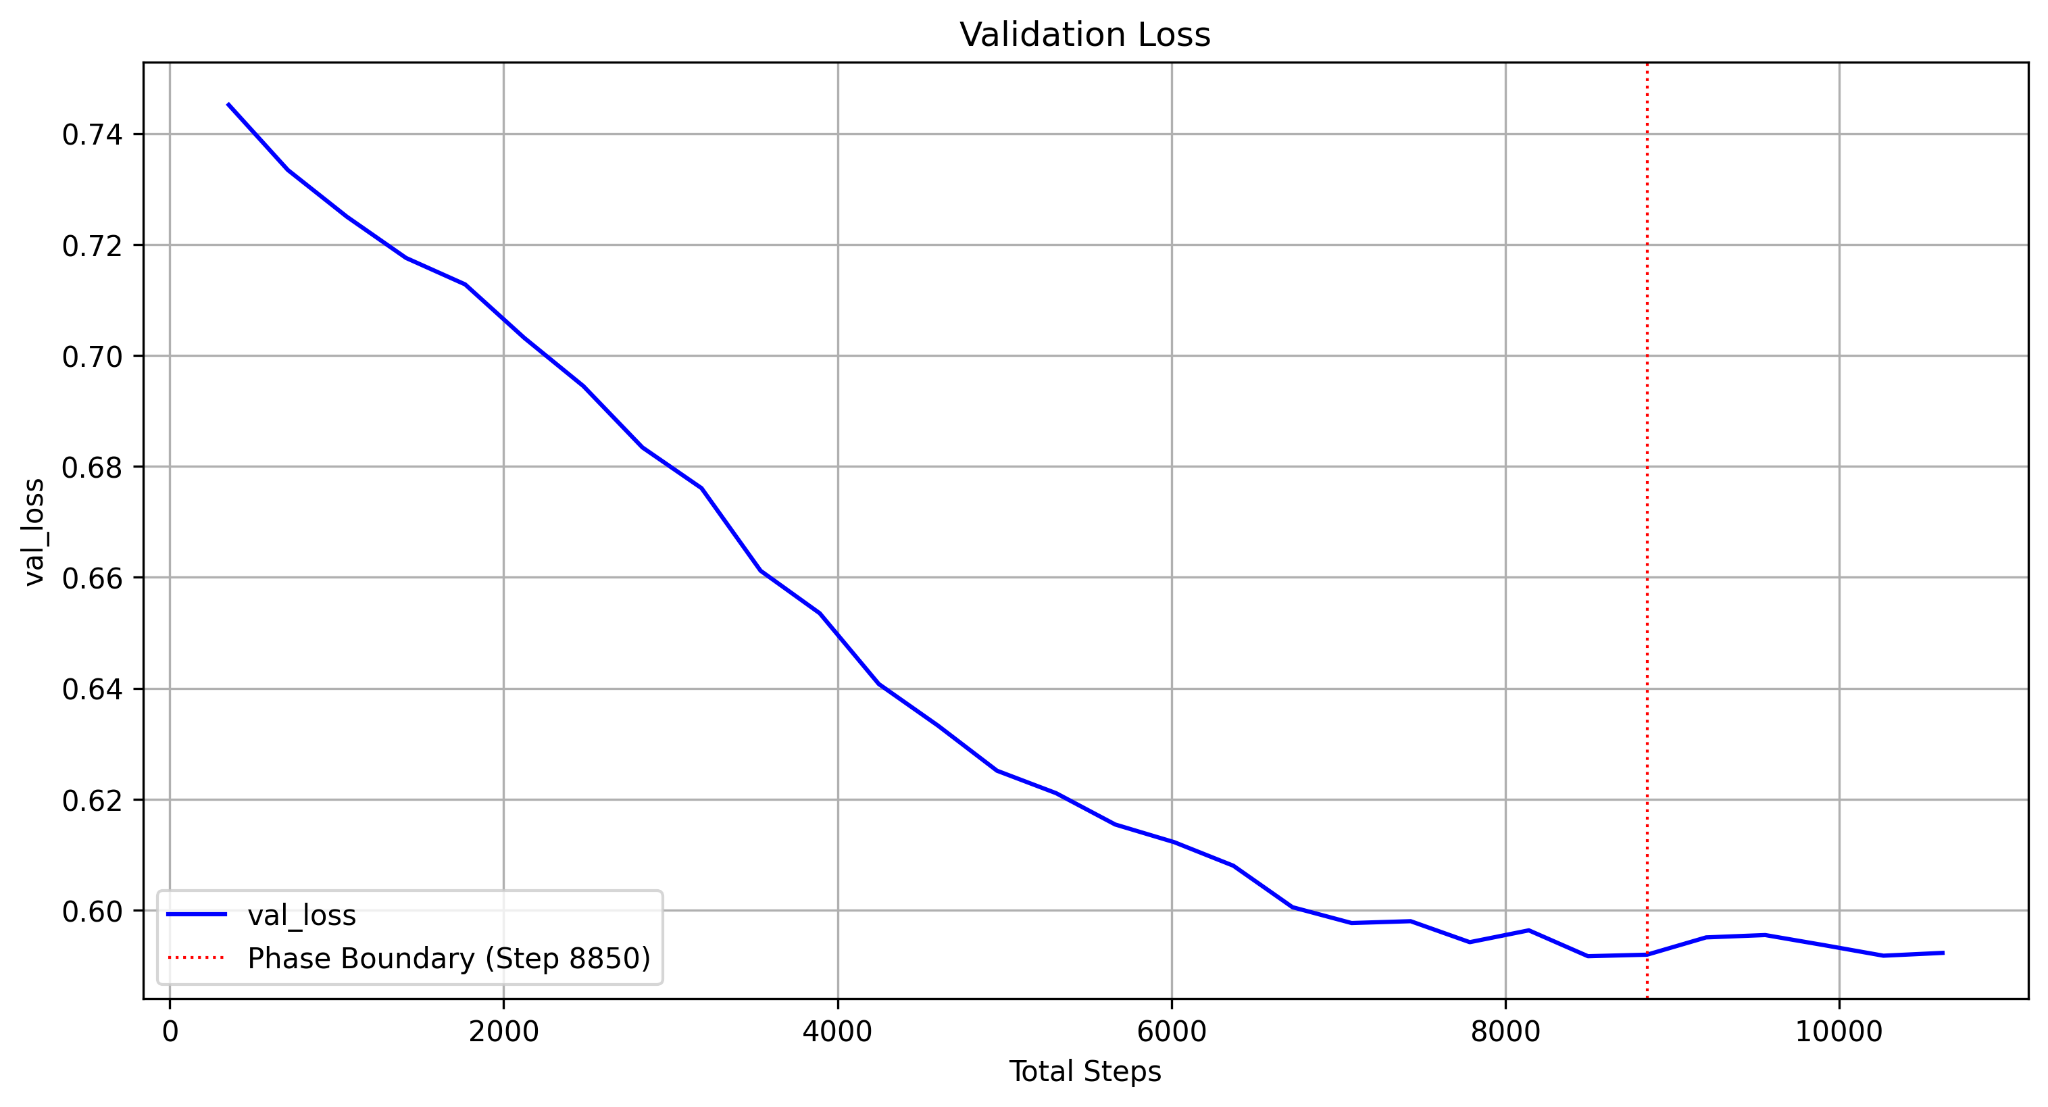 Validation Loss
0.74
0.72
0.70
0.68
0.66
0.64
0.62
0.60
val_loss
val_loss
Phase Boundary (Step 8850)
0 2000 4000 6000 8000 10000
Total Steps